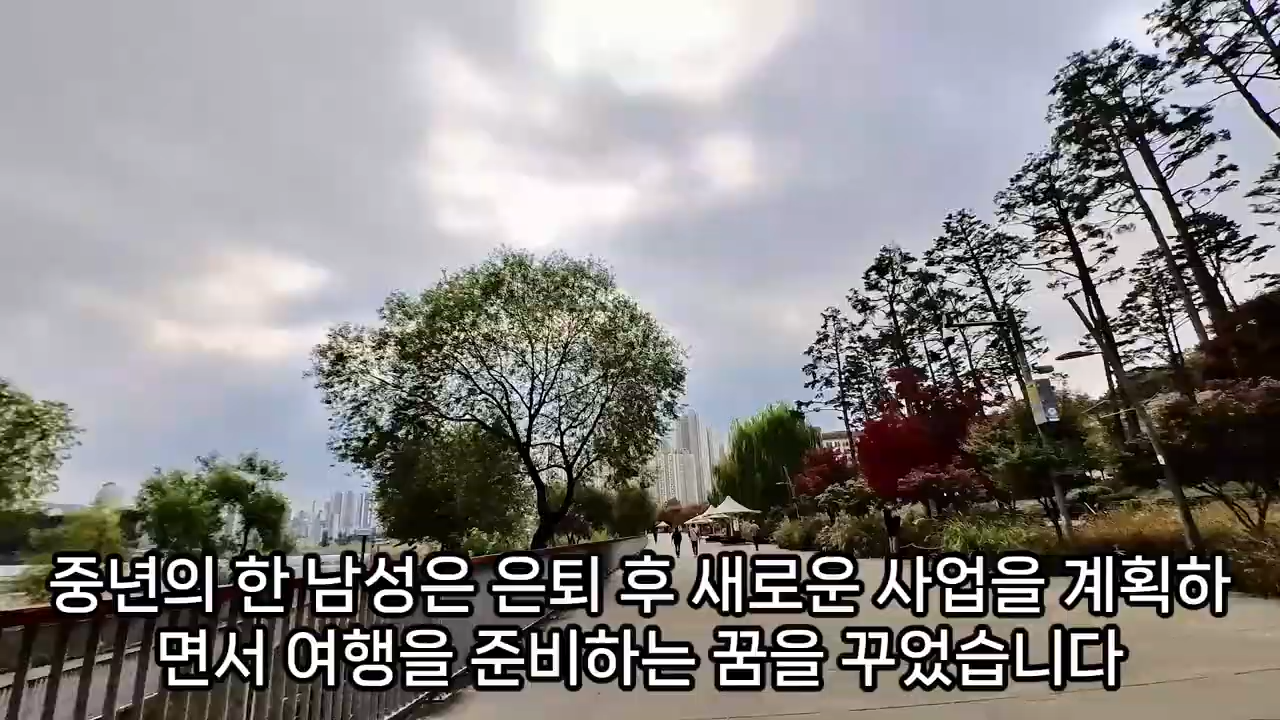 중년의 한 남성은 은퇴 후 새로운 사업을 계획하
면서 여행을 준비하는 꿈을 꾸었습니다